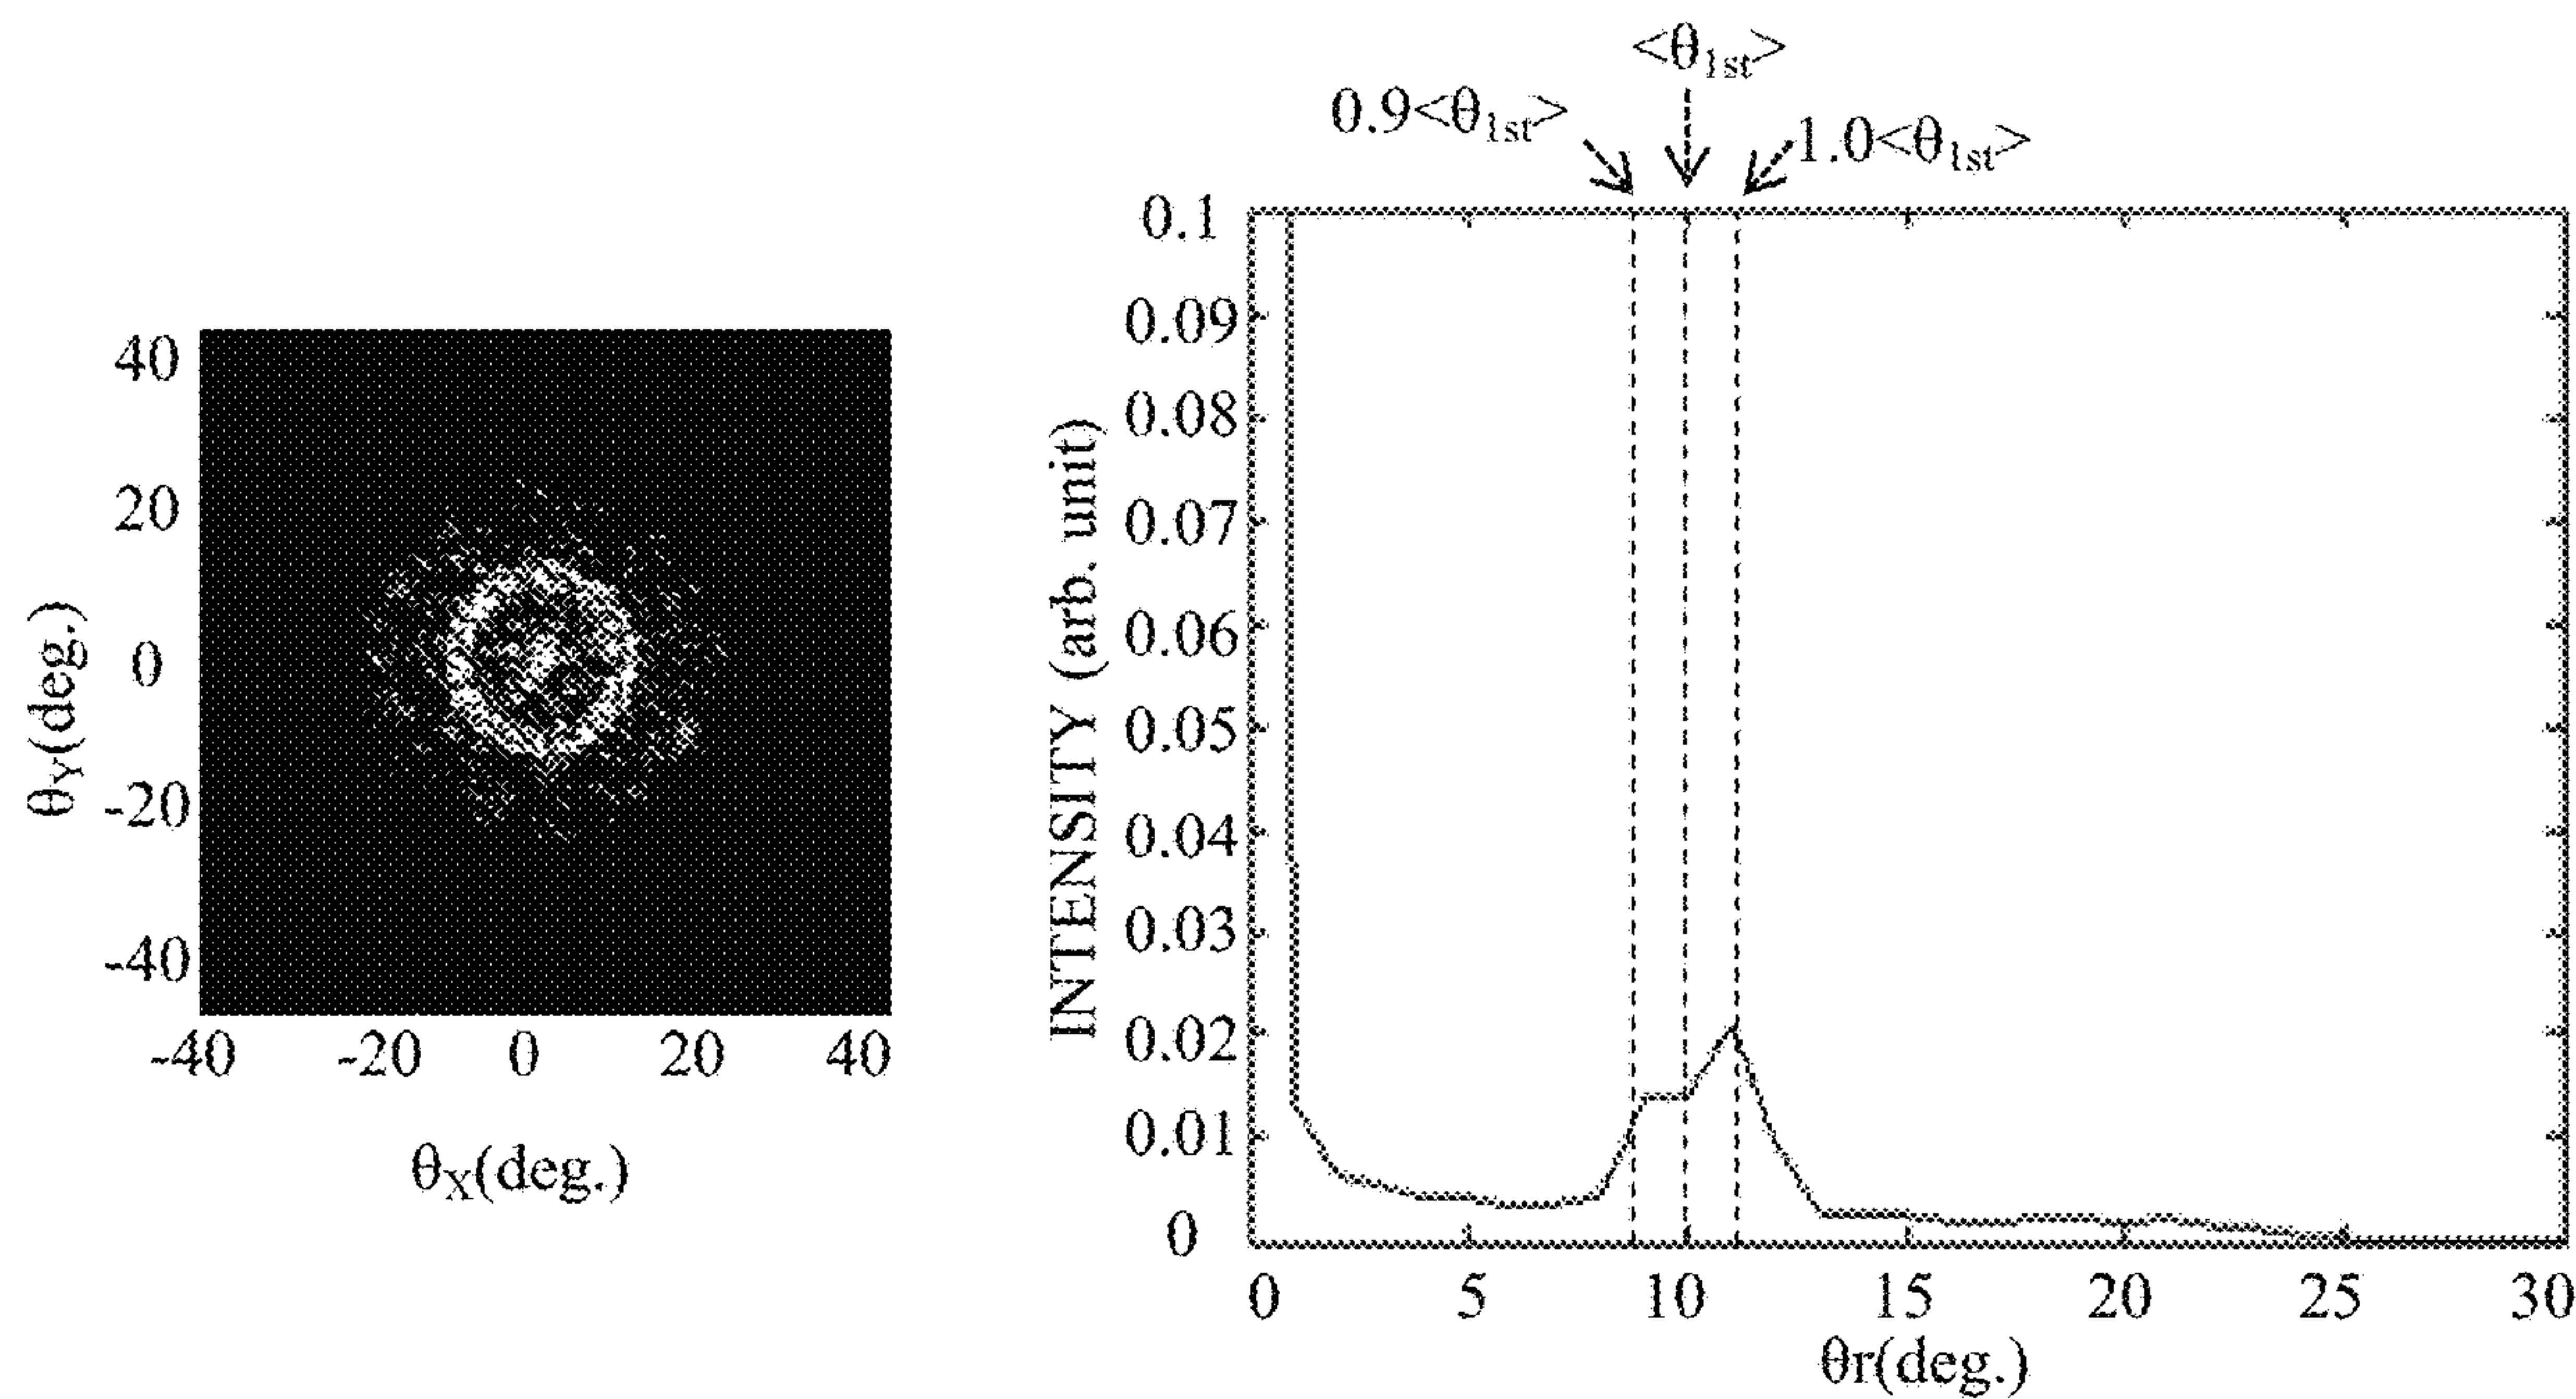 40
20
0
-20
-40
θY(deg.)
-40 -20 0 20 40
θX(deg.)
<θ1st>
0.9<θ1st>
1.0<θ1st>
0.1
0.09
0.08
0.07
0.06
0.05
0.04
0.03
0.02
0.01
0
INTENSITY (arb. unit)
0 5 10 15 20 25 30
θr(deg.)